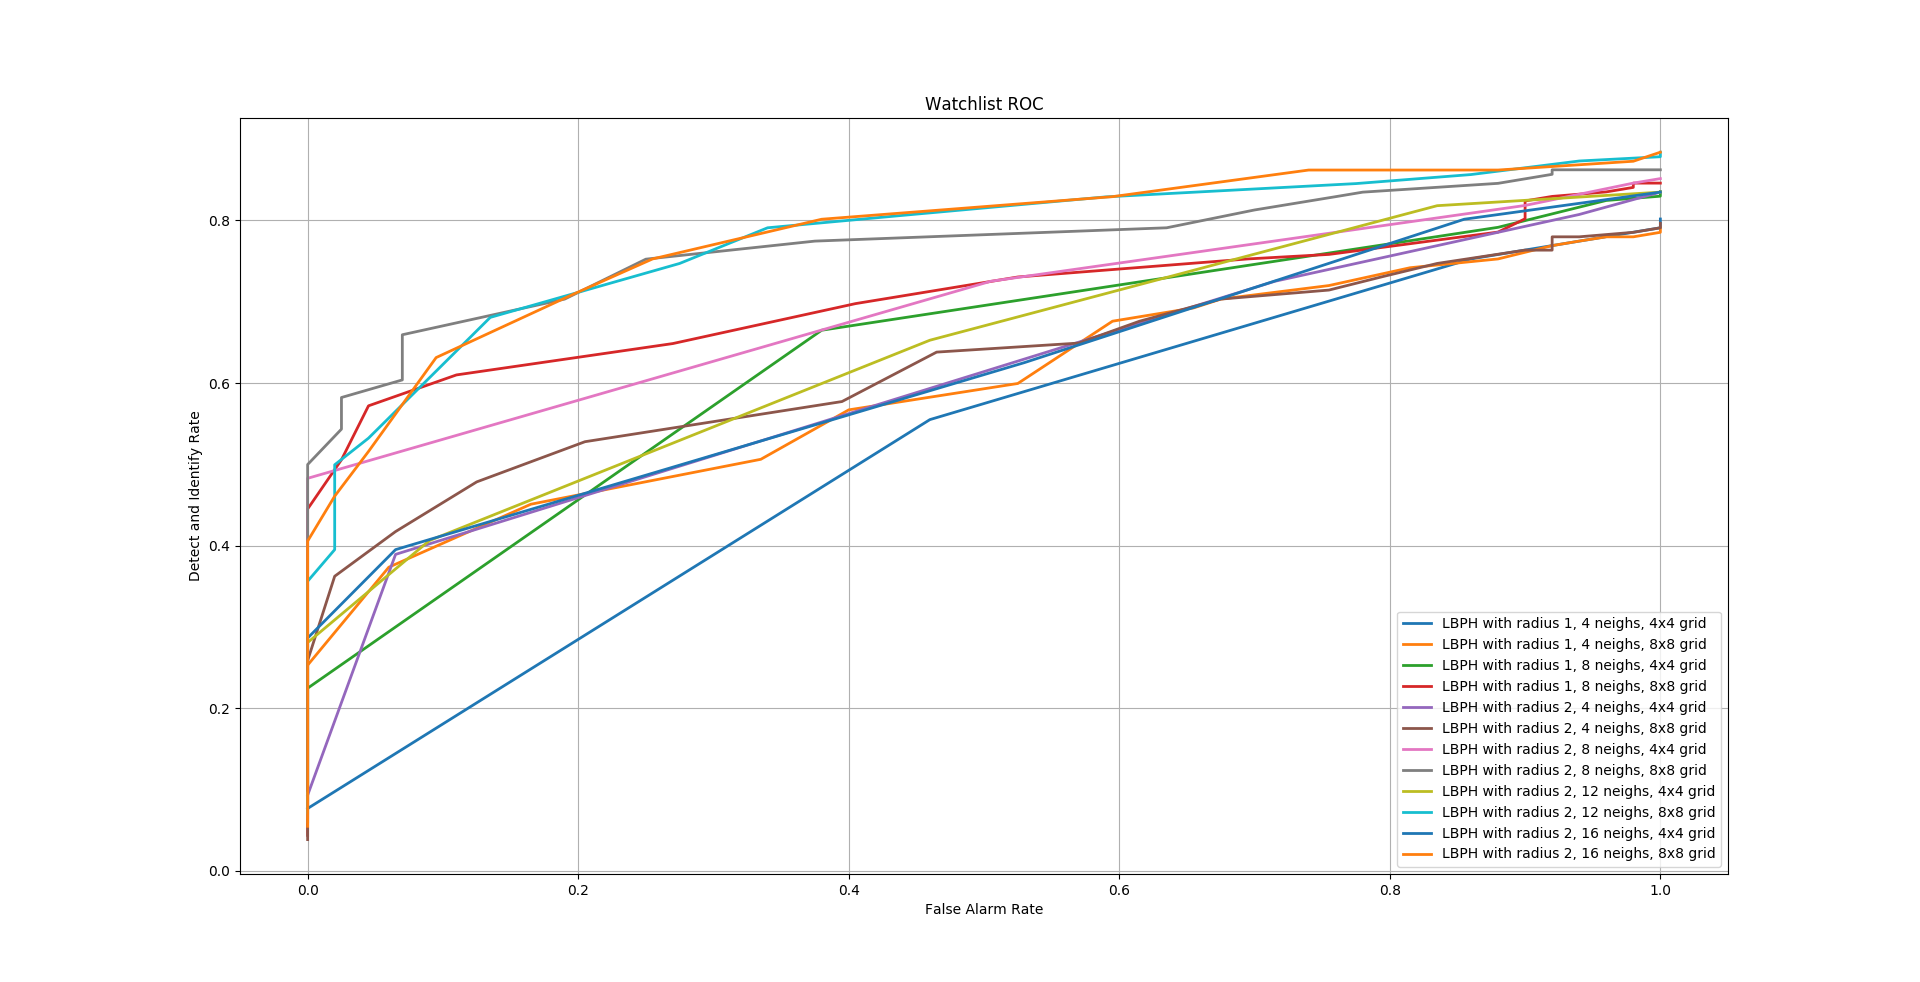 Watchlist ROC
Detect and Identify Rate
0.8
0.6
0.4
0.2
0.0
LBPH with radius 1, 4 neighs, 4x4 grid
LBPH with radius 1, 4 neighs, 8x8 grid
LBPH with radius 1, 8 neighs, 4x4 grid
LBPH with radius 1, 8 neighs, 8x8 grid
LBPH with radius 2, 4 neighs, 4x4 grid
LBPH with radius 2, 4 neighs, 8x8 grid
LBPH with radius 2, 8 neighs, 4x4 grid
LBPH with radius 2, 8 neighs, 8x8 grid
LBPH with radius 2, 12 neighs, 4x4 grid
LBPH with radius 2, 12 neighs, 8x8 grid
LBPH with radius 2, 16 neighs, 4x4 grid
LBPH with radius 2, 16 neighs, 8x8 grid
0.0 0.2 0.4 0.6 0.8 1.0
False Alarm Rate